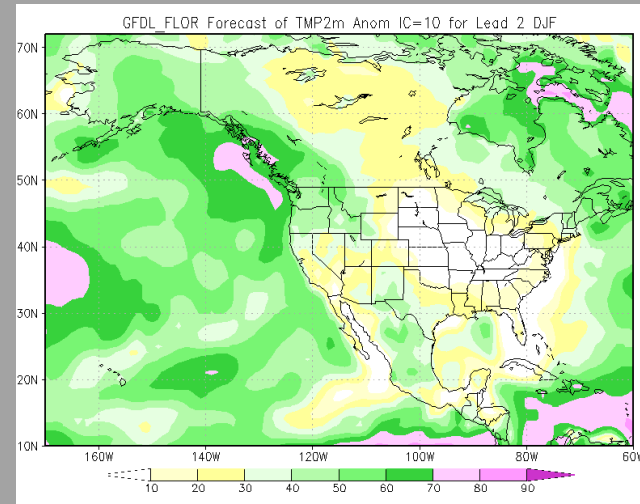 GFDL_FLOR Forecast of TMP2m Anom IC=10 for Lead 2 DJF
70N
60N
50N
40N
30N
20N
10N
160W 140W 120W 100W 80W 60W
10 20 30 40 50 60 70 80 90